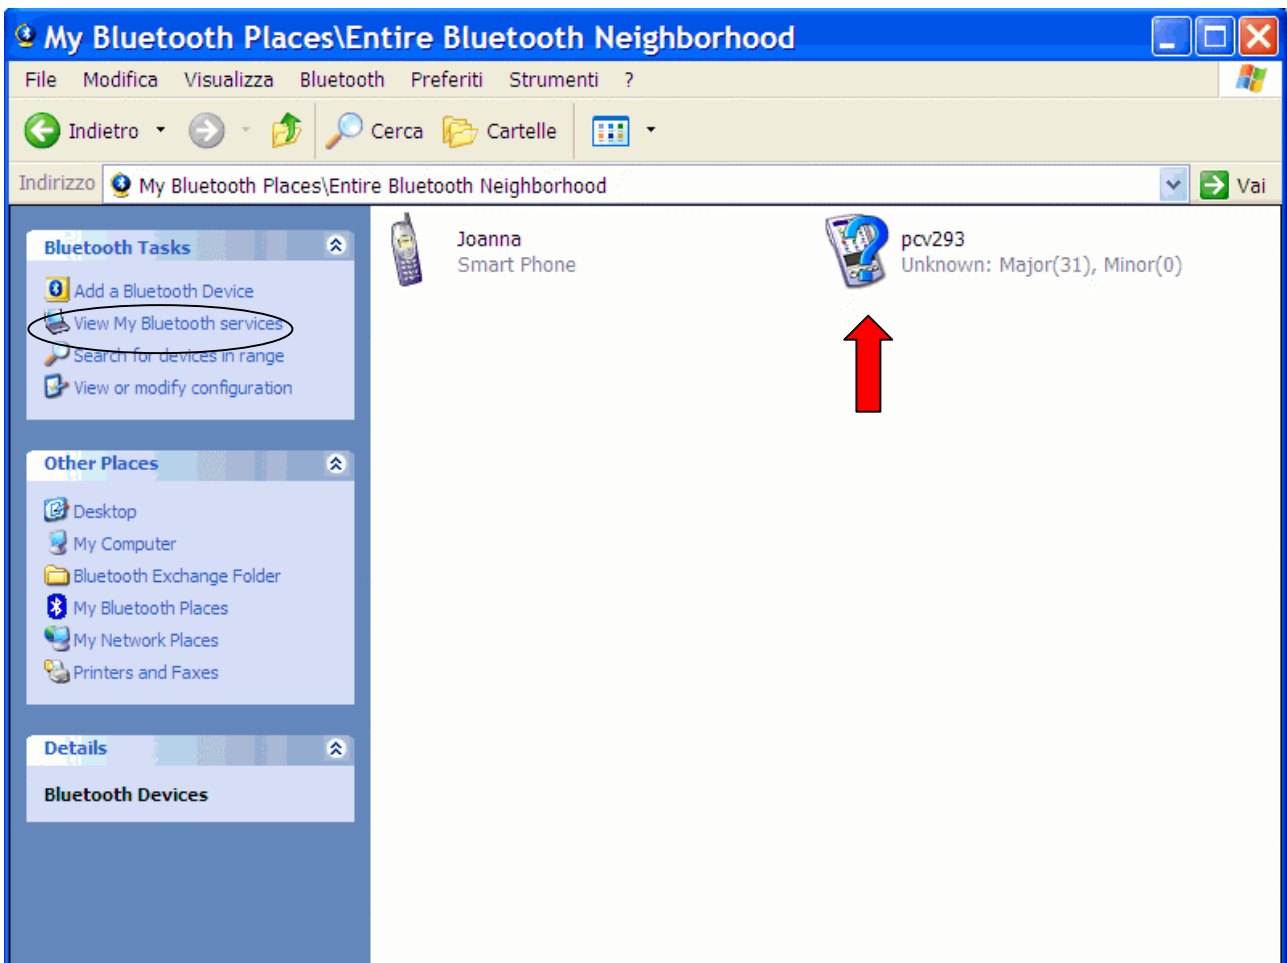 My Bluetooth Places\Entire Bluetooth Neighborhood
File Modifica Visualizza Bluetooth Preferiti Strumenti ?
Indietro Cerca Cartelle
Indirizzo My Bluetooth Places\Entire Bluetooth Neighborhood Vai
Bluetooth Tasks
Add a Bluetooth Device
View My Bluetooth services
Search for devices in range
View or modify configuration
Other Places
Desktop
My Computer
Bluetooth Exchange Folder
My Bluetooth Places
My Network Places
Printers and Faxes
Details
Bluetooth Devices
Joanna
Smart Phone
pcv293
Unknown: Major(31), Minor(0)